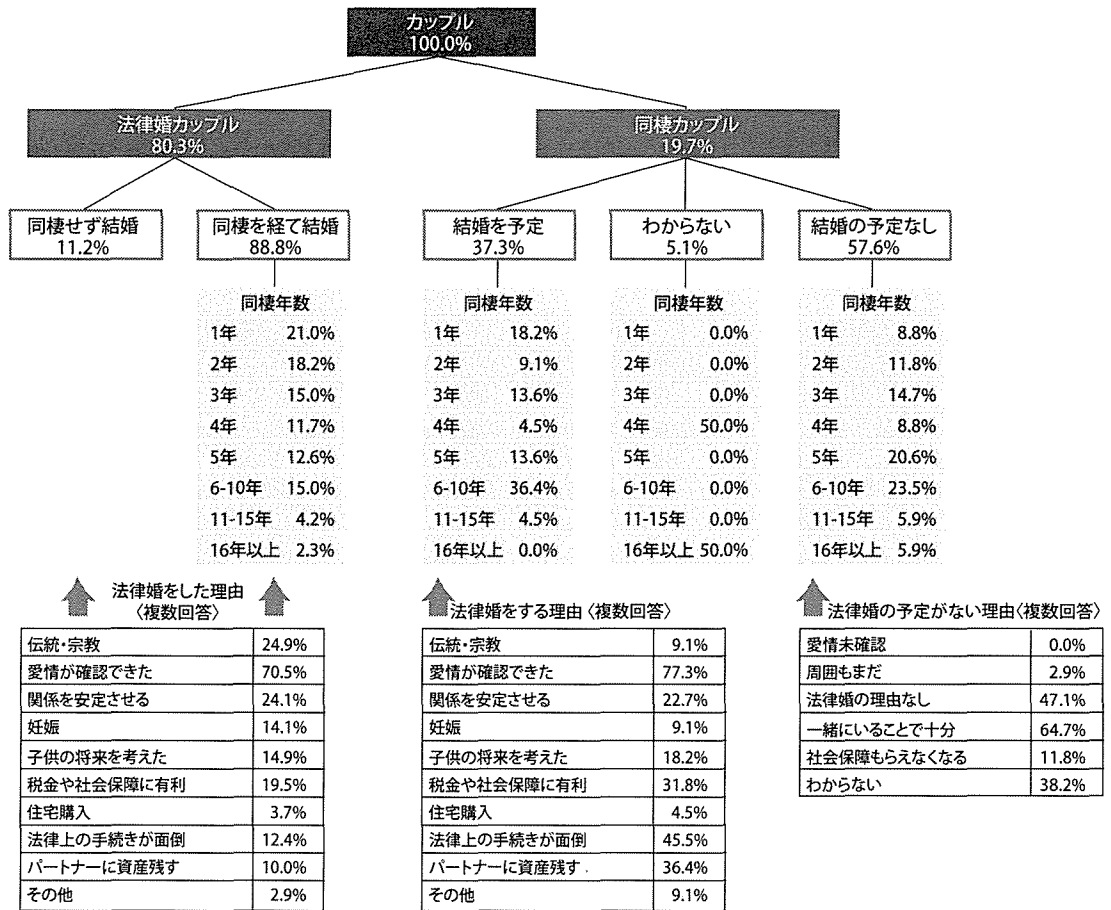 カップル
100.0%
法律婚カップル
80.3%
同棲カップル
19.7%
同棲せず結婚
11.2%
同棲を経て結婚
88.8%
結婚を予定
37.3%
わからない
5.1%
結婚の予定なし
57.6%
同棲年数
1年 21.0%
2年 18.2%
3年 15.0%
4年 11.7%
5年 12.6%
6-10年 15.0%
11-15年 4.2%
16年以上 2.3%
同棲年数
1年 18.2%
2年 9.1%
3年 13.6%
4年 4.5%
5年 13.6%
6-10年 36.4%
11-15年 4.5%
16年以上 0.0%
同棲年数
1年 0.0%
2年 0.0%
3年 0.0%
4年 50.0%
5年 0.0%
6-10年 0.0%
11-15年 0.0%
16年以上 50.0%
同棲年数
1年 8.8%
2年 11.8%
3年 14.7%
4年 8.8%
5年 20.6%
6-10年 23.5%
11-15年 5.9%
16年以上 5.9%
法律婚をした理由
〈複数回答〉
伝統・宗教 24.9%
愛情が確認できた 70.5%
関係を安定させる 24.1%
妊娠 14.1%
子供の将来を考えた 14.9%
税金や社会保障に有利 19.5%
住宅購入 3.7%
法律上の手続きが面倒 12.4%
パートナーに資産残す 10.0%
その他 2.9%
法律婚をする理由〈複数回答〉
伝統・宗教 9.1%
愛情が確認できた 77.3%
関係を安定させる 22.7%
妊娠 9.1%
子供の将来を考えた 18.2%
税金や社会保障に有利 31.8%
住宅購入 4.5%
法律上の手続きが面倒 45.5%
パートナーに資産残す 36.4%
その他 9.1%
法律婚の予定がない理由〈複数回答〉
愛情未確認 0.0%
周囲もまだ 2.9%
法律婚の理由なし 47.1%
一緒にいることで十分 64.7%
社会保障もらえなくなる 11.8%
わからない 38.2%